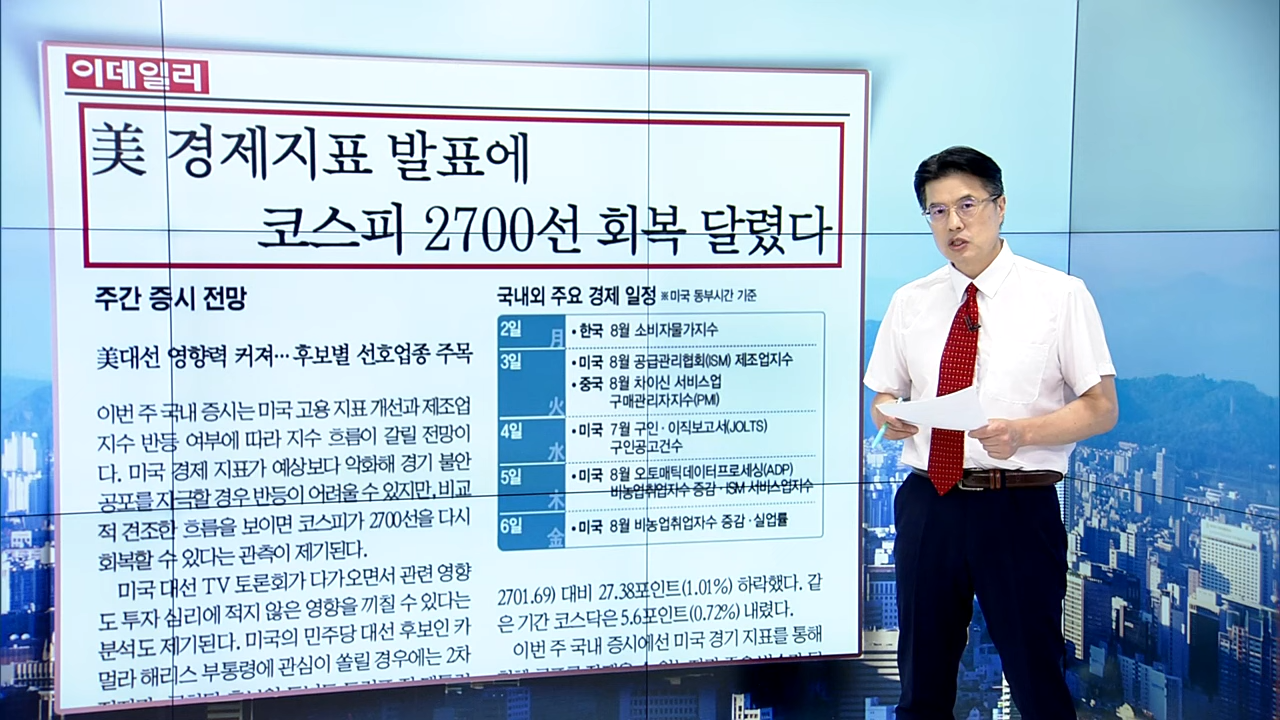 이데일리
美 경제지표 발표에
코스피 2700선 회복 달렸다
주간 증시 전망
美대선 영향력 커져…후보별 선호업종 주목
이번 주 국내 증시는 미국 고용 지표 개선과 제조업
지수 반등 여부에 따라 지수 흐름이 갈릴 전망이
다. 미국 경제 지표가 예상보다 악화해 경기 불안
공포를 자극할 경우 반등이 어려울 수 있지만, 비교
적 견조한 흐름을 보이면 코스피가 2700선을 다시
회복할 수 있다는 관측이 제기된다.
미국 대선 TV 토론회가 다가오면서 관련 영향
도 투자 심리에 적지 않은 영향을 끼칠 수 있다는
분석도 제기된다. 미국의 민주당 대선 후보인 카
멀라 해리스 부통령에 관심이 쏠릴 경우에는 2차
국내외 주요 경제 일정 ※미국 동부시간 기준
2일 月 •한국 8월 소비자물가지수
3일 火 •미국 8월 공급관리협회(ISM) 제조업지수
•중국 8월 차이신 서비스업
구매관리자지수(PMI)
4일 水 •미국 7월 구인·이직보고서(JOLTS)
구인공고건수
5일 木 •미국 8월 오토매틱데이터프로세싱(ADP)
비농업취업자수 증감·ISM 서비스업지수
6일 金 •미국 8월 비농업취업자수 증감·실업률
2701.69) 대비 27.38포인트(1.01%) 하락했다. 같
은 기간 코스닥은 5.6포인트(0.72%) 내렸다.
이번 주 국내 증시에선 미국 경기 지표를 통해